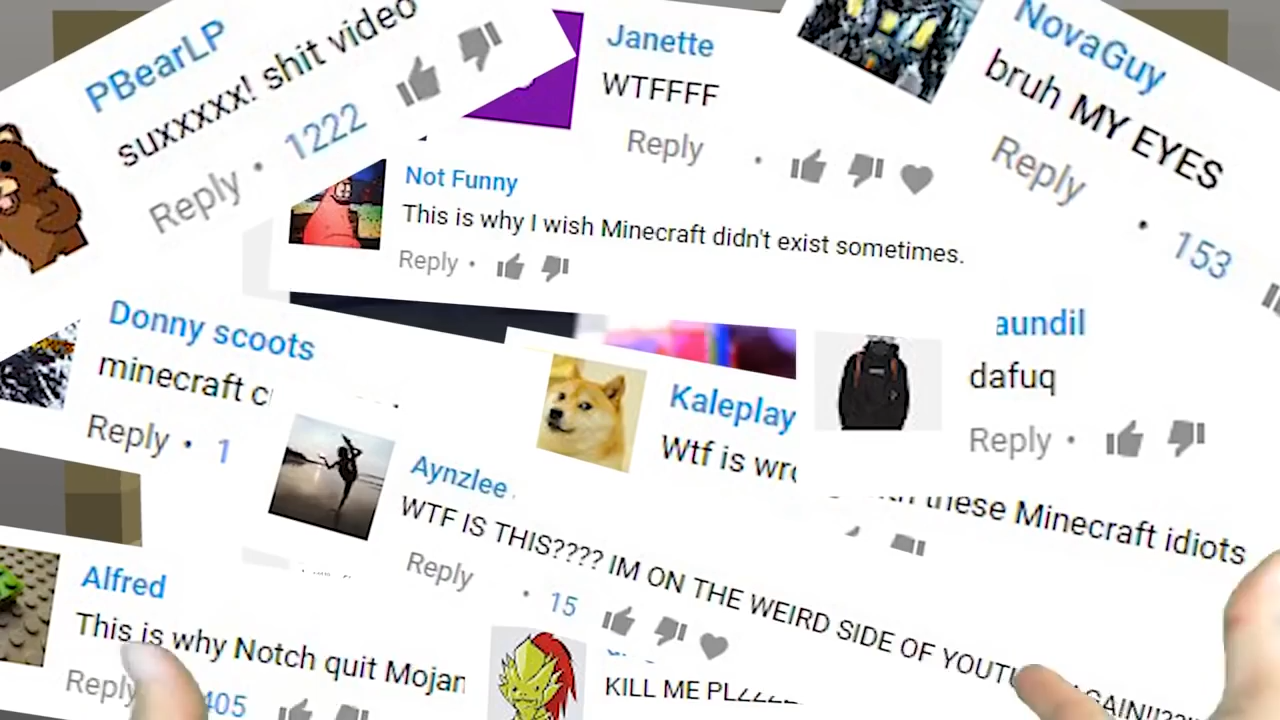 PBearLP
suxxxxx! shit video
Reply • 1222
Janette
WTFFFF
Reply
NovaGuy
bruh MY EYES
Reply • 153
Not Funny
This is why I wish Minecraft didn't exist sometimes.
Reply •
Donny scoots
minecraft
Reply • 1
Kaleplay
Wtf is
these Minecraft idiots
aundil
dafuq
Reply •
Aynzlee
WTF IS THIS???? IM ON THE WEIRD SIDE OF
Reply • 15
Alfred
This is why Notch quit Mojan
Reply 405
KILL ME